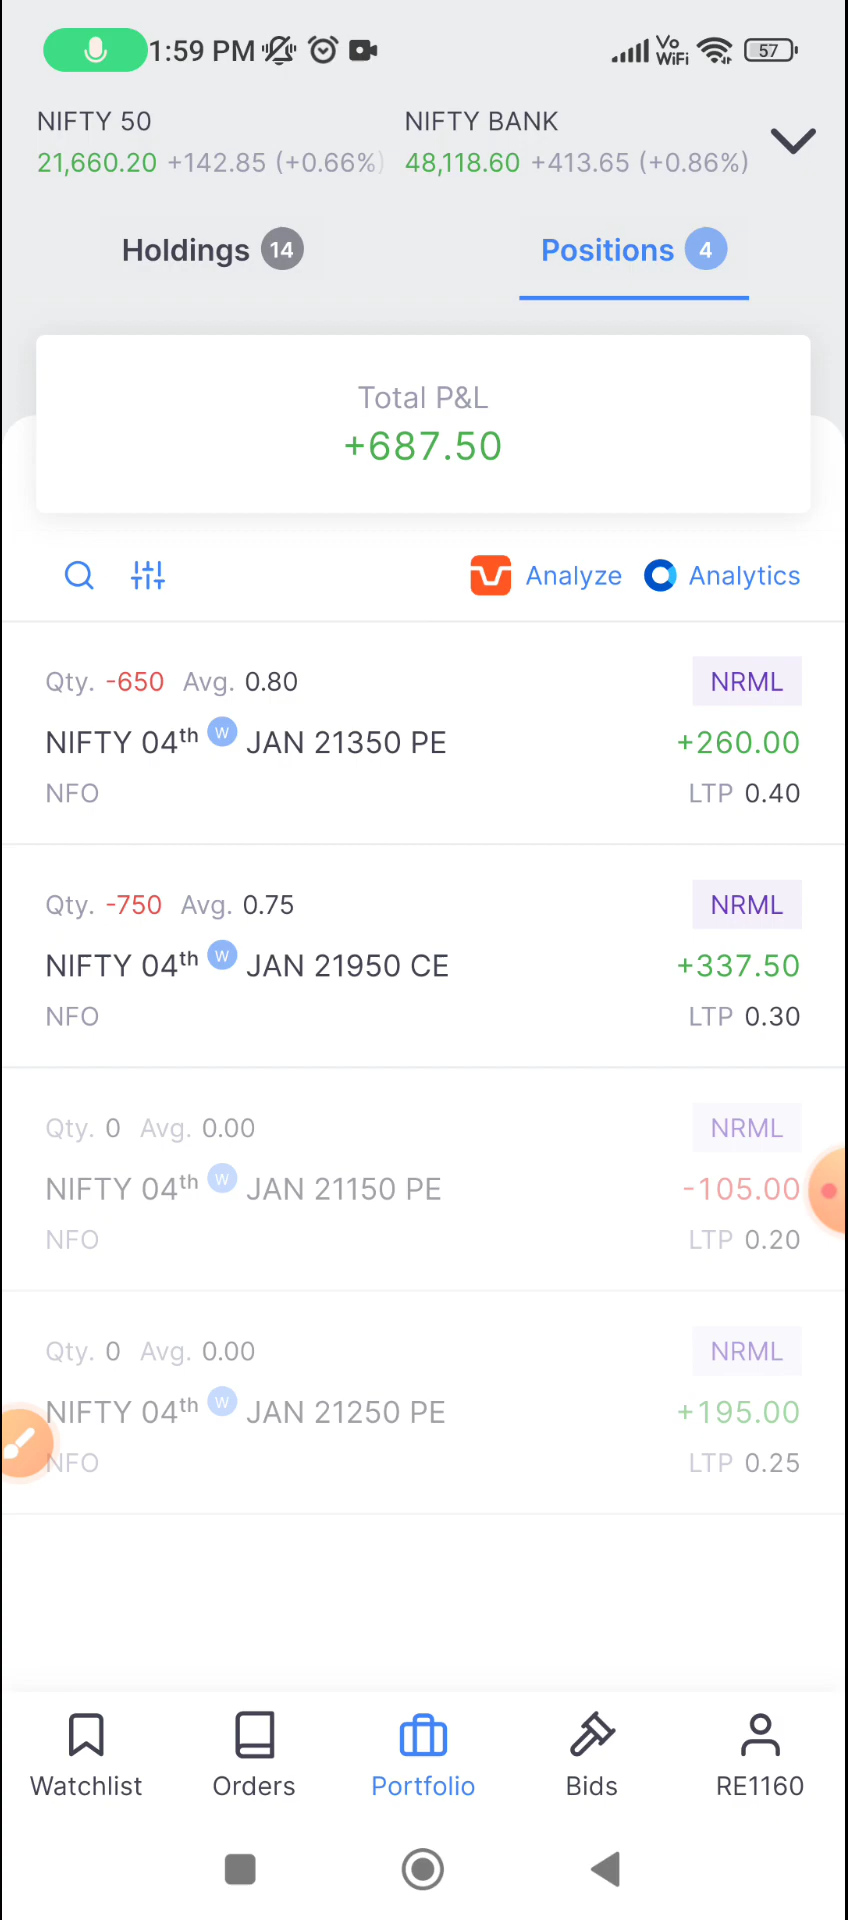 1:59 PM
Vo WiFi
57
NIFTY 50 NIFTY BANK
21,660.20 +142.85 (+0.66%) 48,118.60 +413.65 (+0.86%)
Holdings 14 Positions 4
Total P&L
+687.50
Analyze Analytics
Qty. -650 Avg. 0.80 NRML
NIFTY 04th W JAN 21350 PE +260.00
NFO LTP 0.40
Qty. -750 Avg. 0.75 NRML
NIFTY 04th W JAN 21950 CE +337.50
NFO LTP 0.30
Qty. 0 Avg. 0.00 NRML
NIFTY 04th W JAN 21150 PE -105.00
NFO LTP 0.20
Qty. 0 Avg. 0.00 NRML
NIFTY 04th W JAN 21250 PE +195.00
NFO LTP 0.25
Watchlist Orders Portfolio Bids RE1160